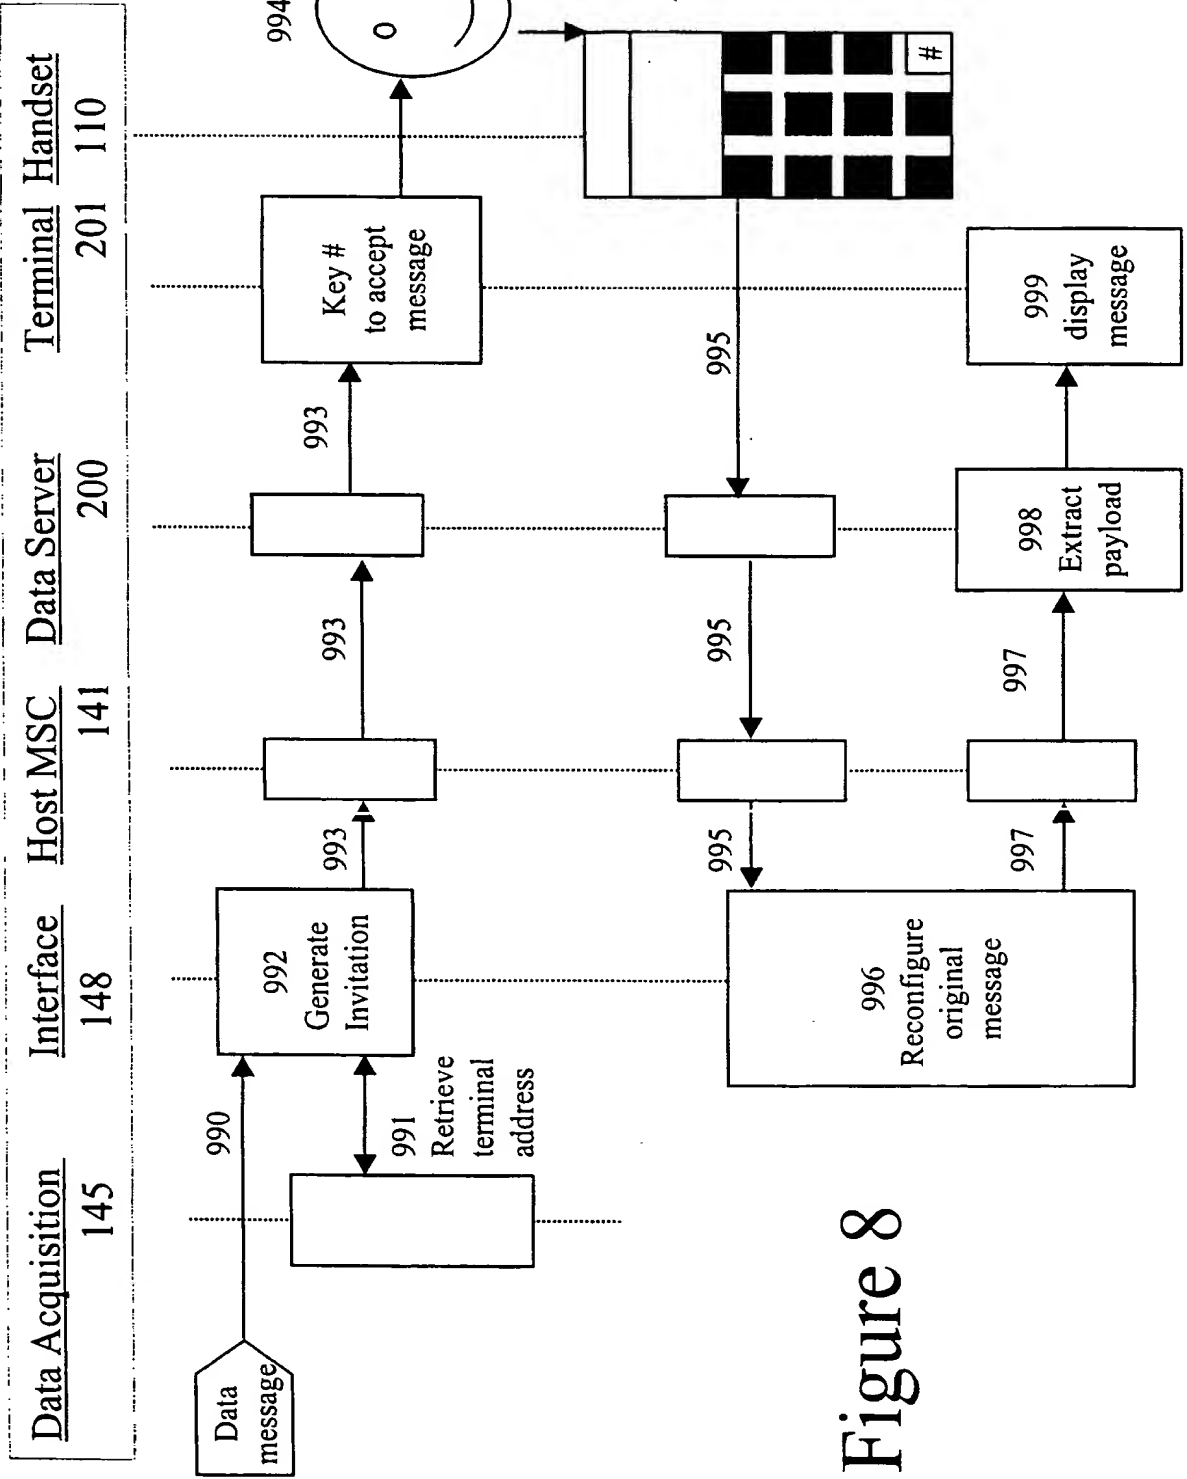 Data Acquisition
145
Interface
148
Host MSC
141
Data Server
200
Terminal
201
Handset
110
Data
message
990
991
Retrieve
terminal
address
992
Generate
Invitation
993
993
993
Key #
to accept
message
994
#
995
995
995
996
Reconfigure
original
message
997
997
998
Extract
payload
999
display
message
Figure 8